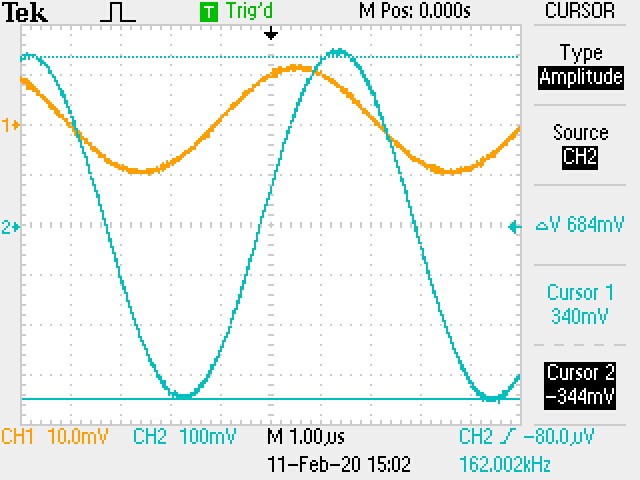 Tek T Trig'd M Pos: 0.000s CURSOR
Type
Amplitude
1
Source
CH2
2
△V 684mV
Cursor 1
340mV
Cursor 2
-344mV
CH1 10.0mV CH2 100mV M 1.00µs CH2 -80.0µV
11-Feb-20 15:02 162.002kHz